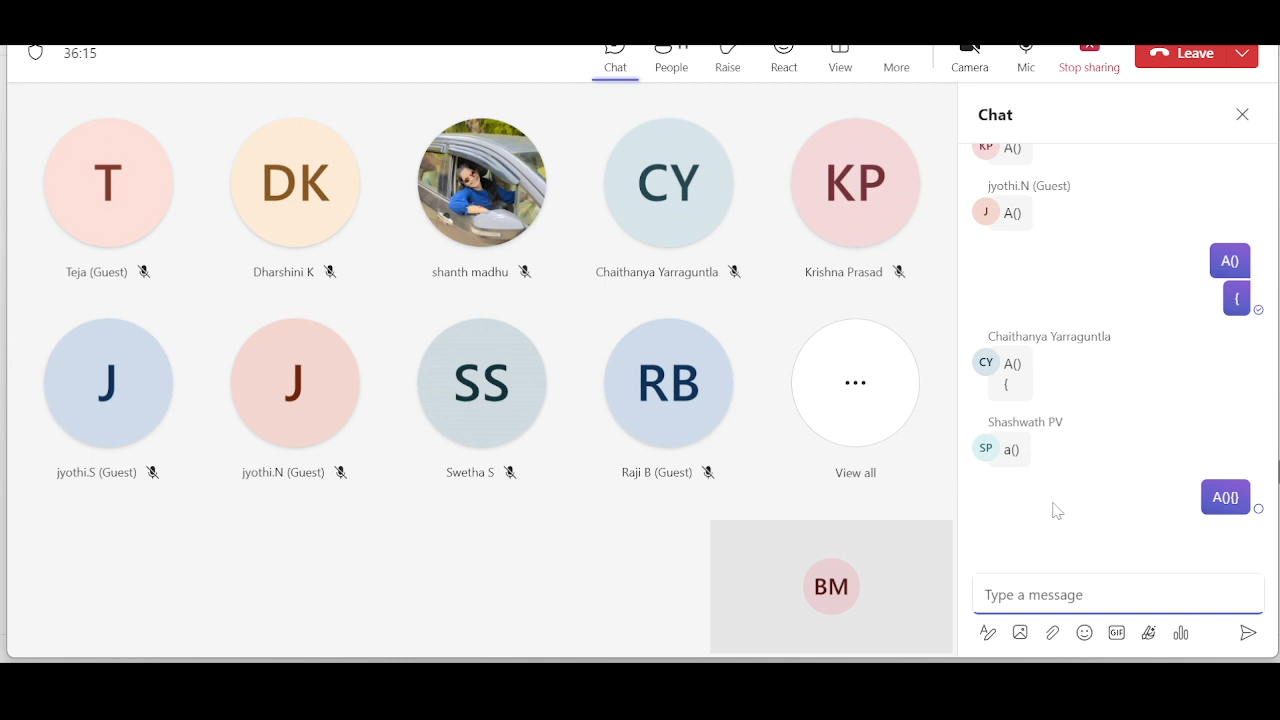 36:15
Chat
People
Raise
React
View
More
Camera
Mic
Stop sharing
Leave
Chat
T
DK
CY
KP
Teja (Guest)
Dharshini K
shanth madhu
Chaithanya Yarraguntla
Krishna Prasad
J
J
SS
RB
...
jyothi.S (Guest)
jyothi.N (Guest)
Swetha S
Raji B (Guest)
View all
BM
KP A()
jyothi.N (Guest)
J A()
A()
{
Chaithanya Yarraguntla
CY A()
{
Shashwath PV
SP a()
A(){}
Type a message
GIF